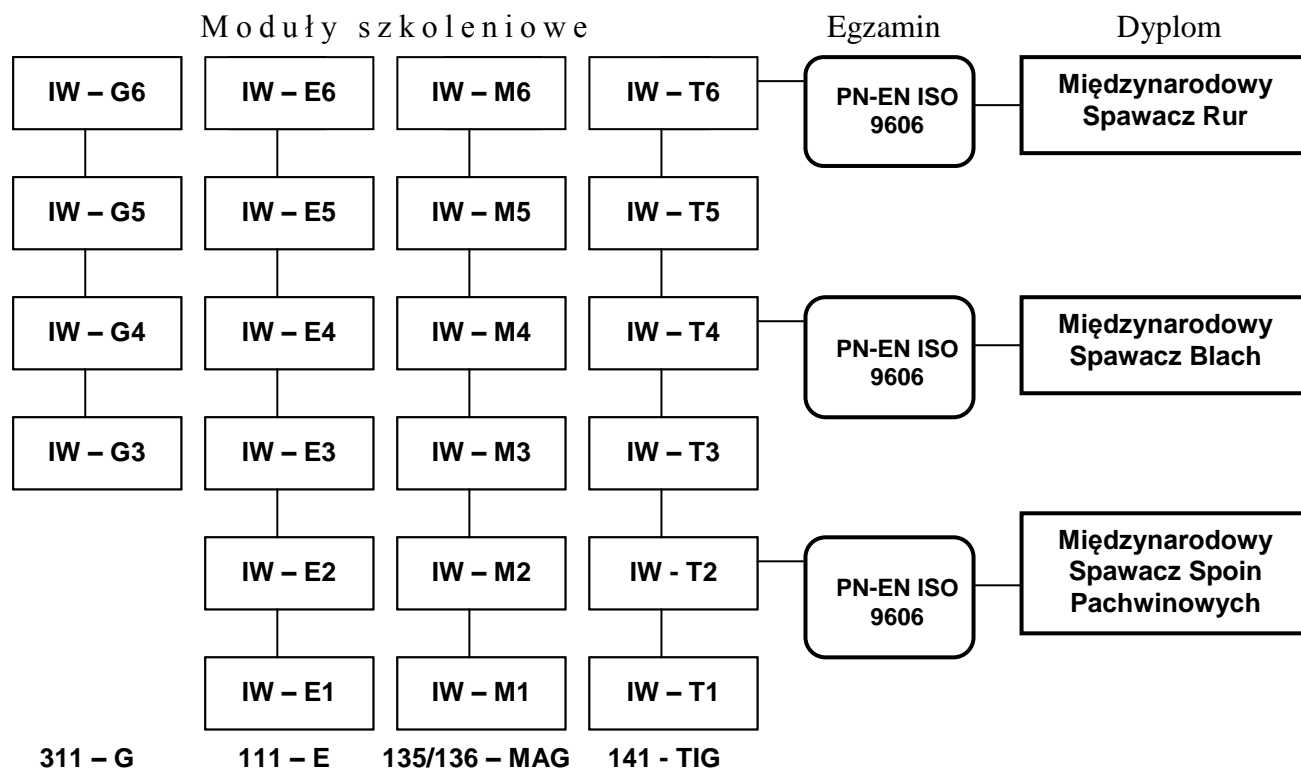 Moduły szkoleniowe Egzamin Dyplom
IW – G6 IW – E6 IW – M6 IW – T6
PN-EN ISO
9606
Międzynarodowy
Spawacz Rur
IW – G5 IW – E5 IW – M5 IW – T5
IW – G4 IW – E4 IW – M4 IW – T4
PN-EN ISO
9606
Międzynarodowy
Spawacz Blach
IW – G3 IW – E3 IW – M3 IW – T3
IW – E2 IW – M2 IW - T2
PN-EN ISO
9606
Międzynarodowy
Spawacz Spoin
Pachwinowych
IW – E1 IW – M1 IW – T1
311 – G 111 – E 135/136 – MAG 141 - TIG